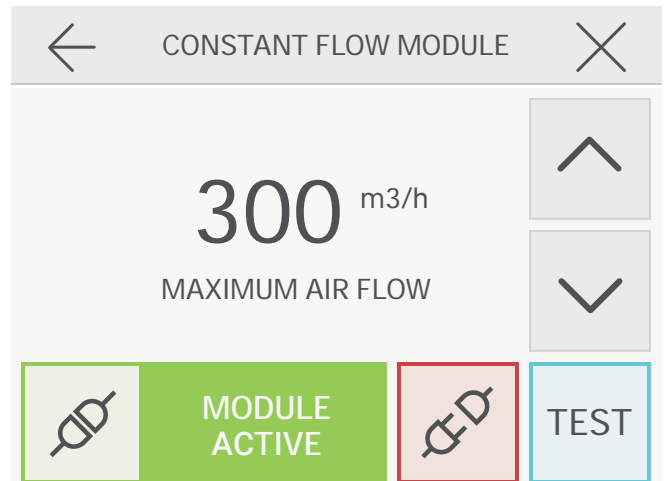 CONSTANT FLOW MODULE
300 m3/h
MAXIMUM AIR FLOW
MODULE
ACTIVE
TEST